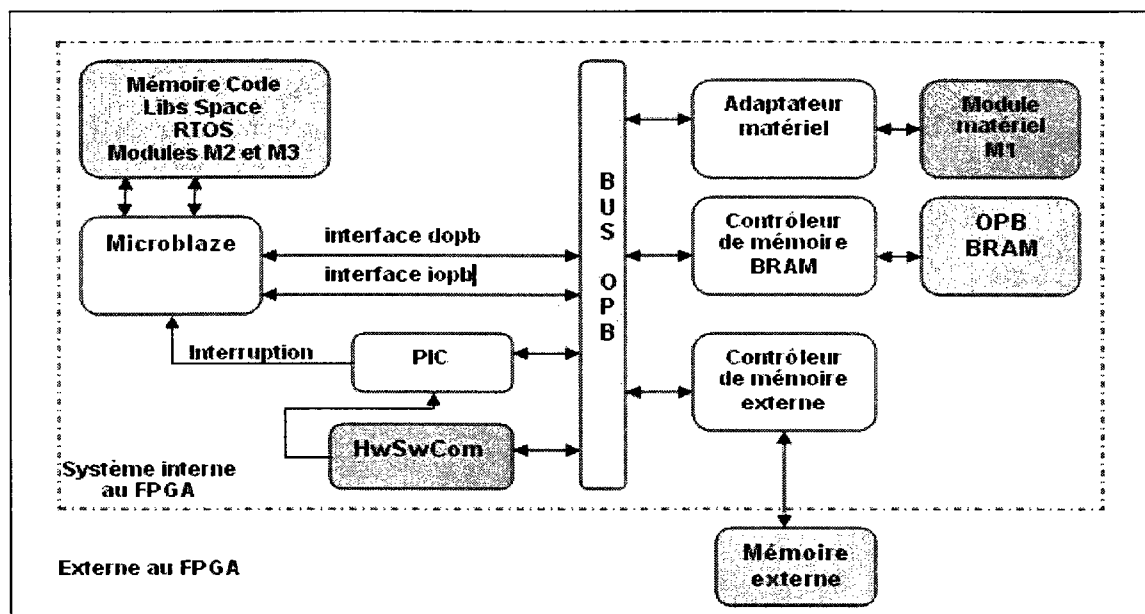 Mémoire Code
Libs Space
RTOS
Modules M2 et M3
Microblaze
interface dopb
interface iopb
Interruption
PIC
HwSwCom
Système interne
au FPGA
Externe au FPGA
BUS OPB
Adaptateur
matériel
Module
matériel
M1
Contrôleur
de mémoire
BRAM
OPB
BRAM
Contrôleur
de mémoire
externe
Mémoire
externe